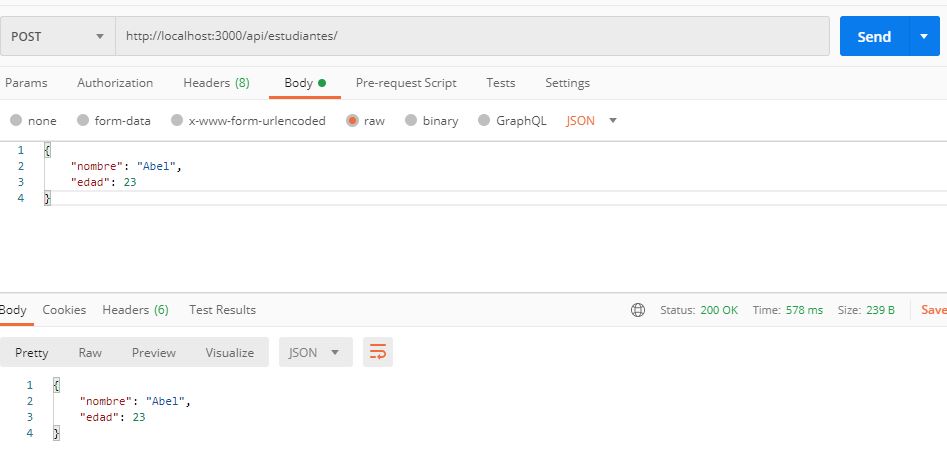 POST http://localhost:3000/api/estudiantes/ Send
Params Authorization Headers (8) Body Pre-request Script Tests Settings
none form-data x-www-form-urlencoded raw binary GraphQL JSON
1 {
2 "nombre": "Abel",
3 "edad": 23
4 }
Body Cookies Headers (6) Test Results Status: 200 OK Time: 578 ms Size: 239 B Save
Pretty Raw Preview Visualize JSON
1 {
2 "nombre": "Abel",
3 "edad": 23
4 }